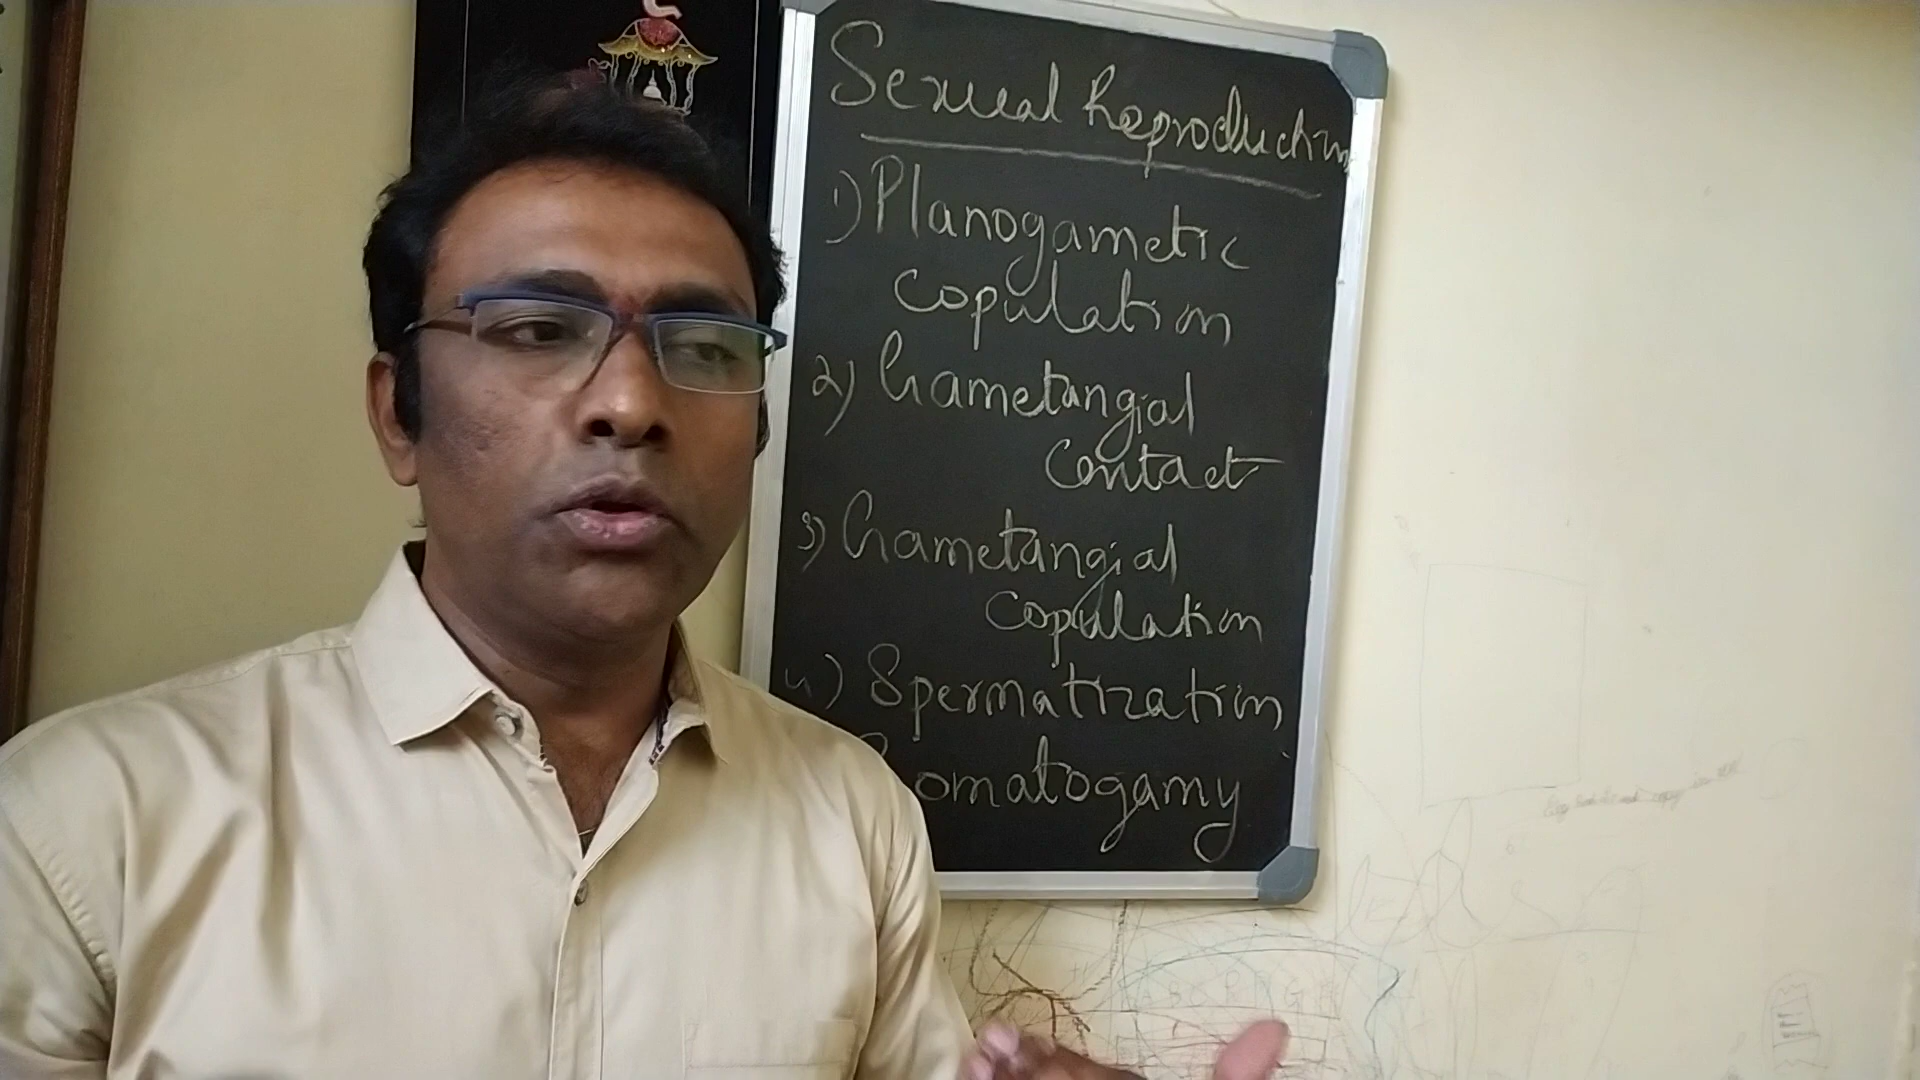 Sexual Reproduction
1) Planogametic
copulation
2) Gametangial
Contact
3) Gametangial
copulation
4) Spermatization
omatogamy